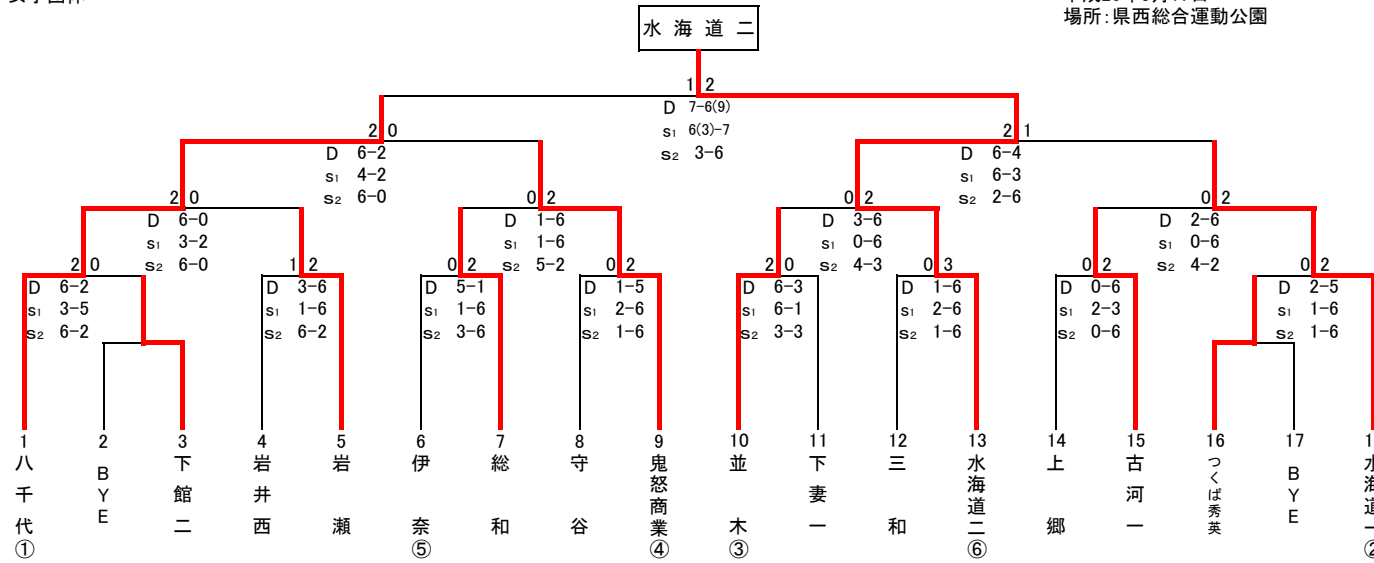 場所：県西総合運動公園
水海道二
1 2
D 7-6(9)
S1 6(3)-7
S2 3-6
2 0
D 6-2
S1 4-2
S2 6-0
2 1
D 6-4
S1 6-3
S2 2-6
2 0
D 6-0
S1 3-2
S2 6-0
0 2
D 1-6
S1 1-6
S2 5-2
0 2
D 3-6
S1 0-6
S2 4-3
0 2
D 2-6
S1 0-6
S2 4-2
2 0
D 6-2
S1 3-5
S2 6-2
1 2
D 3-6
S1 1-6
S2 6-2
0 2
D 5-1
S1 1-6
S2 3-6
0 2
D 1-5
S1 2-6
S2 1-6
2 0
D 6-3
S1 6-1
S2 3-3
0 3
D 1-6
S1 2-6
S2 1-6
0 2
D 0-6
S1 2-3
S2 0-6
0 2
D 2-5
S1 1-6
S2 1-6
1 八千代①
2 BYE
3 下館二
4 岩井西
5 岩瀬
6 伊奈⑤
7 総和
8 守谷
9 鬼怒商業④
10 並木③
11 下妻一
12 三和
13 水海道二⑥
14 上郷
15 古河一
16 つくば秀英
17 BYE
水海道一②